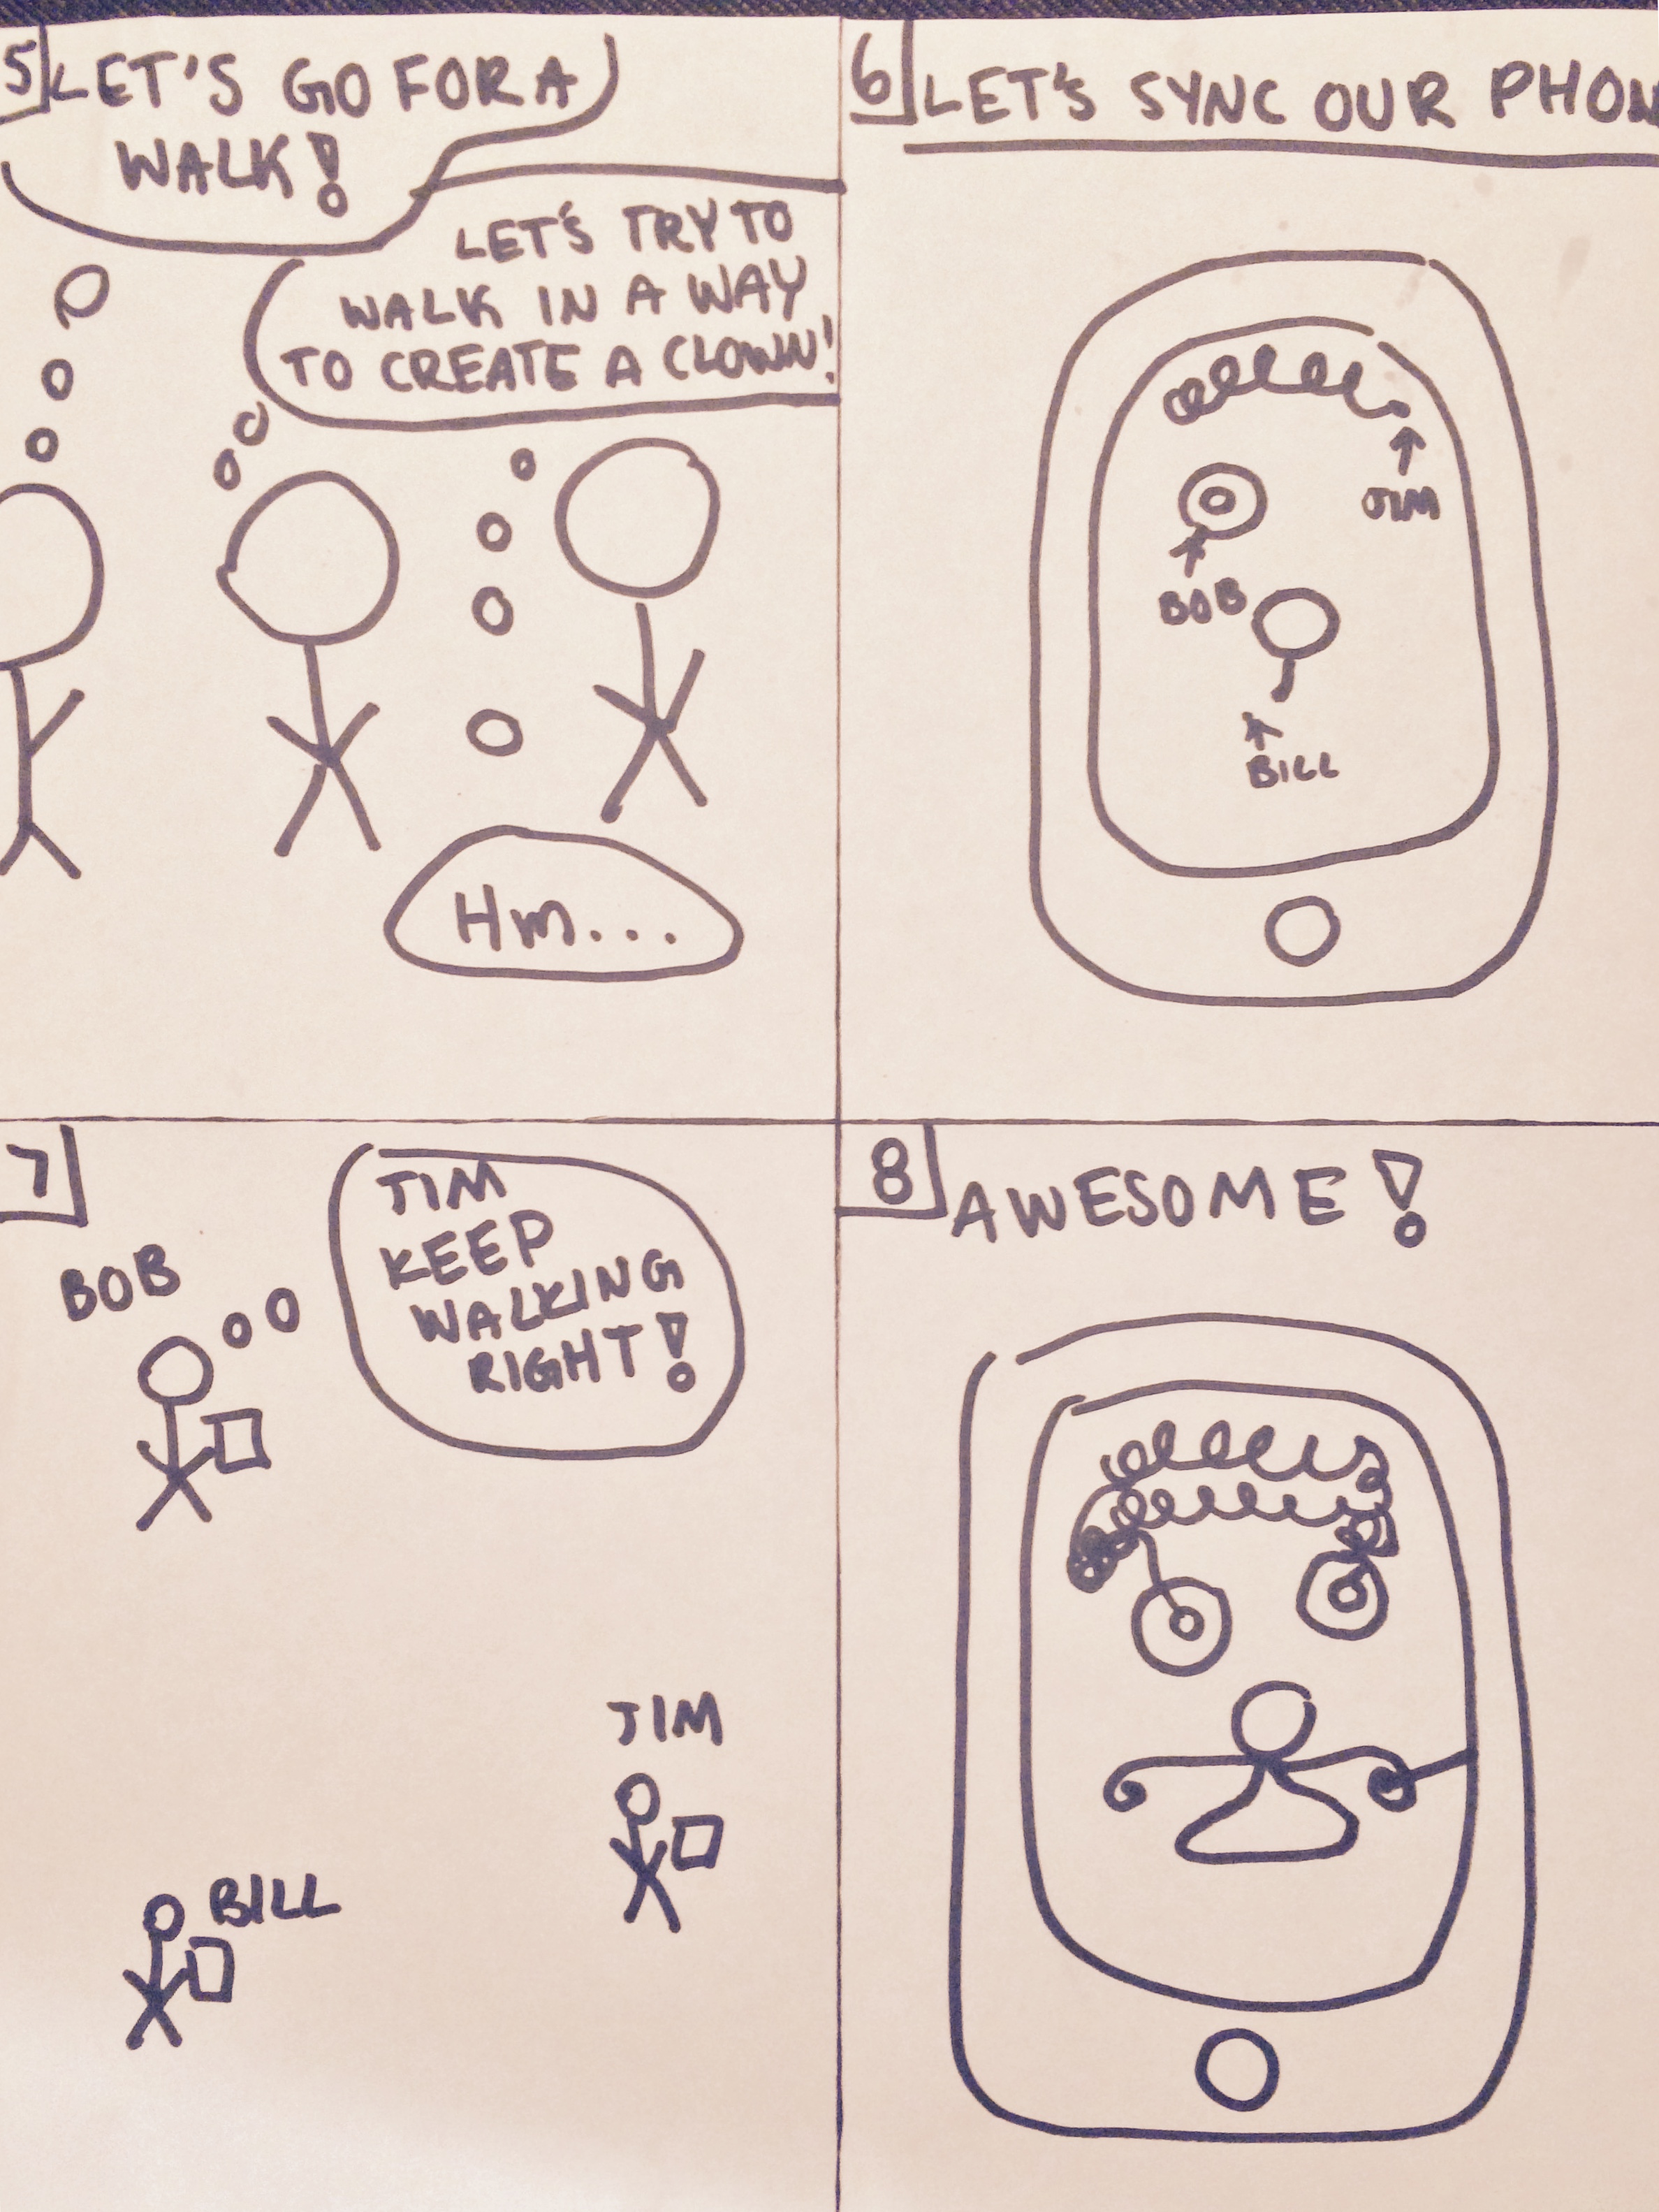 5
LET'S GO FOR A
WALK!
LET'S TRY TO
WALK IN A WAY
TO CREATE A CLOWN!
Hm...
6
LET'S SYNC OUR PHON
JIM
BOB
BILL
7
BOB
JIM
KEEP
WALKING
RIGHT!
JIM
BILL
8
AWESOME!